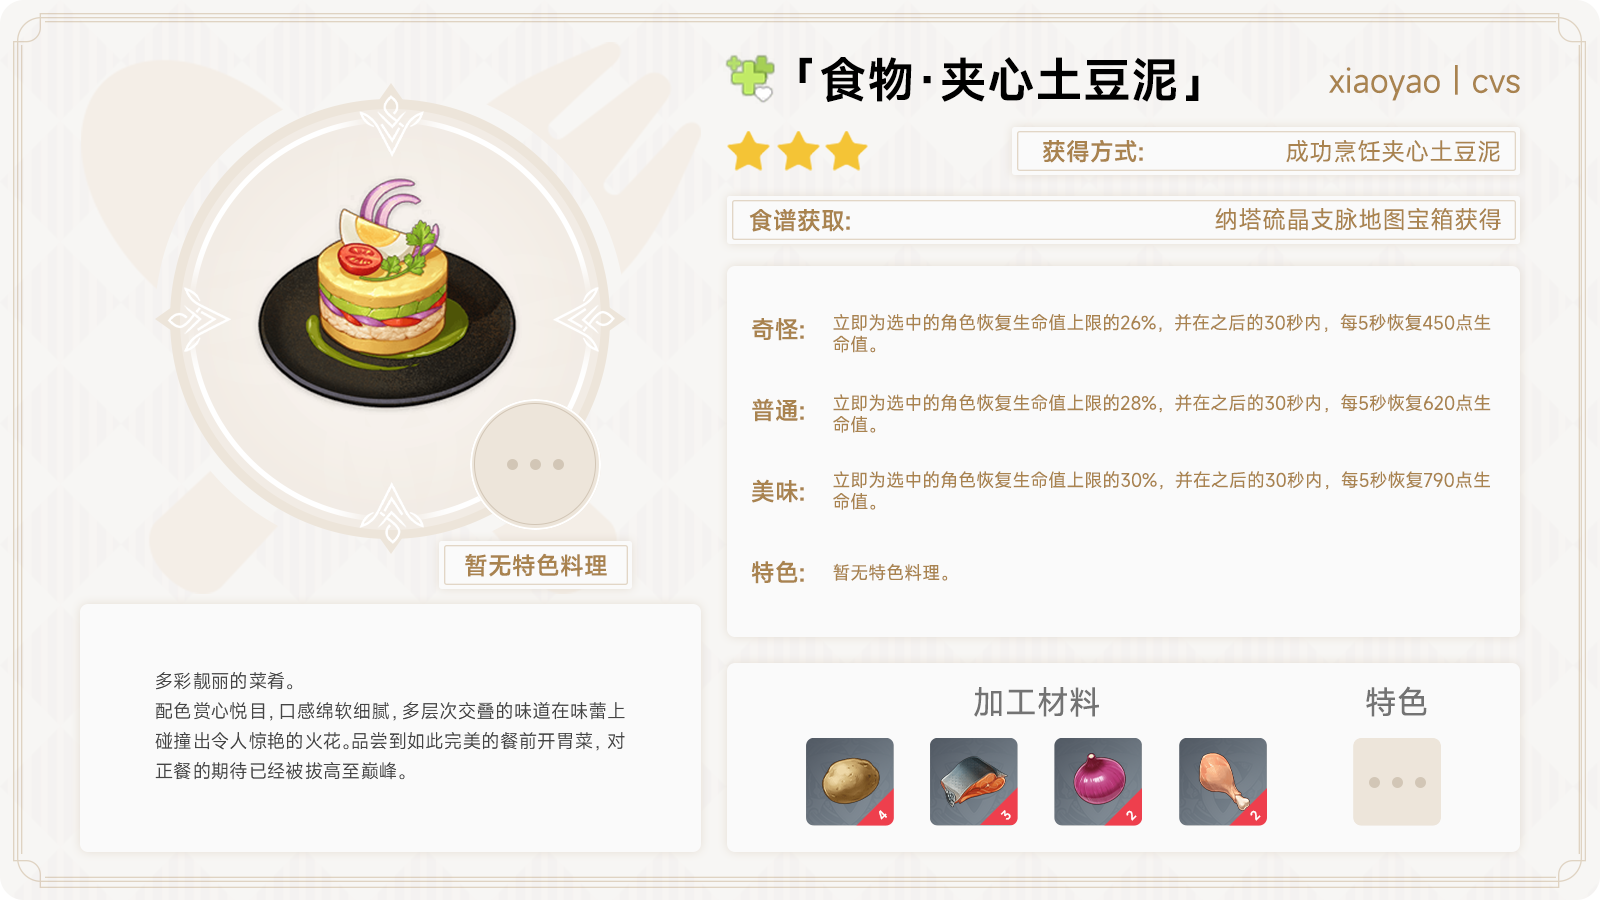 「食物·夹心土豆泥」
xiaoyao | cvs
获得方式:
成功烹饪夹心土豆泥
食谱获取:
纳塔硫晶支脉地图宝箱获得
奇怪:
立即为选中的角色恢复生命值上限的26%，并在之后的30秒内，每5秒恢复450点生
命值。
普通:
立即为选中的角色恢复生命值上限的28%，并在之后的30秒内，每5秒恢复620点生
命值。
美味:
立即为选中的角色恢复生命值上限的30%，并在之后的30秒内，每5秒恢复790点生
命值。
特色:
暂无特色料理。
暂无特色料理
多彩靓丽的菜肴。
配色赏心悦目，口感绵软细腻，多层次交叠的味道在味蕾上
碰撞出令人惊艳的火花。品尝到如此完美的餐前开胃菜，对
正餐的期待已经被拔高至巅峰。
加工材料
特色
4
3
2
2